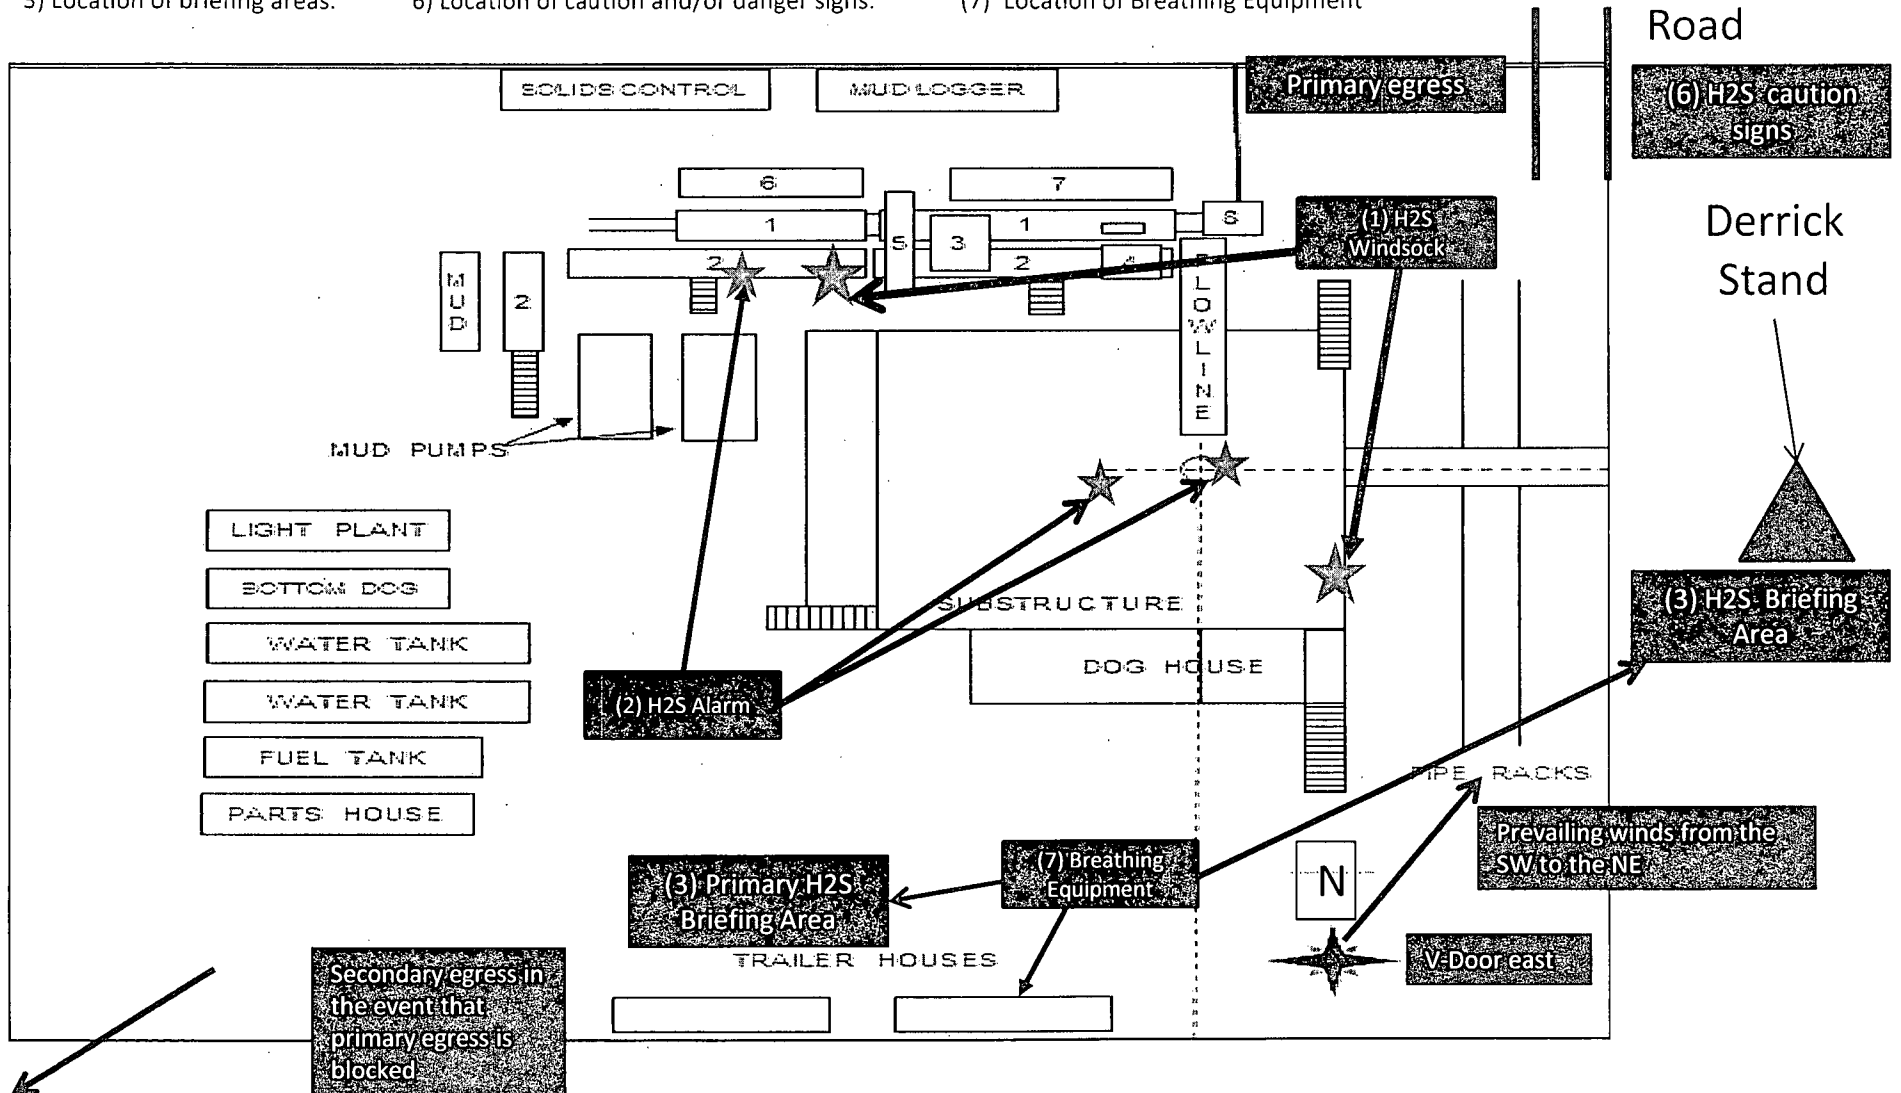 5) Location of briefing areas. 6) Location of caution and/or danger signs. (7) Location of Breathing Equipment
Road
SOLIDS CONTROL
MUD LOGGER
Primary egress
(6) H2S caution
signs
6
7
1
1
8
5
3
2
2
4
(1) H2S
Windsock
Derrick
Stand
MUD
2
FLOWLINE
MUD PUMPS
LIGHT PLANT
BOTTOM DOG
WATER TANK
WATER TANK
FUEL TANK
PARTS HOUSE
SUBSTRUCTURE
DOG HOUSE
(2) H2S Alarm
(3) H2S Briefing
Area
PIPE RACKS
Prevailing winds from the
SW to the NE
(7) Breathing
Equipment
(3) Primary H2S
Briefing Area
N
TRAILER HOUSES
V-Door east
Secondary egress in
the event that
primary egress is
blocked